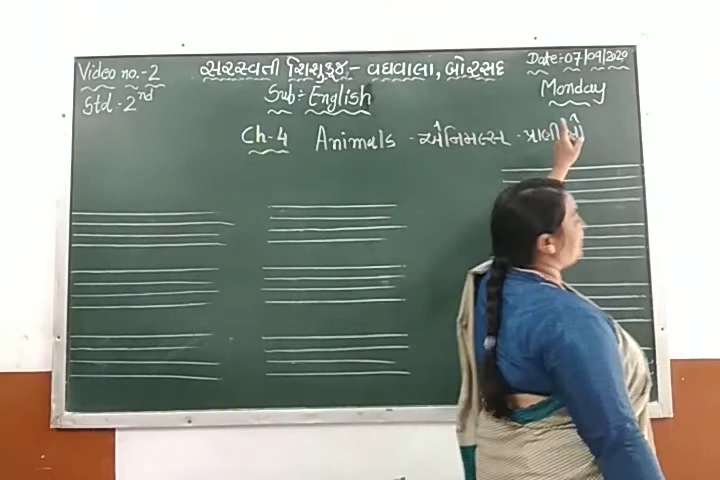 Video no.-2
સરસ્વતી શિશુકુંજ - વઘવાલા, બોરસદ
Date:-07/09/2020
Std.-2nd
Sub:- English
Monday
Ch-4 Animals - એનિમલ્સ - પ્રાણીઓ